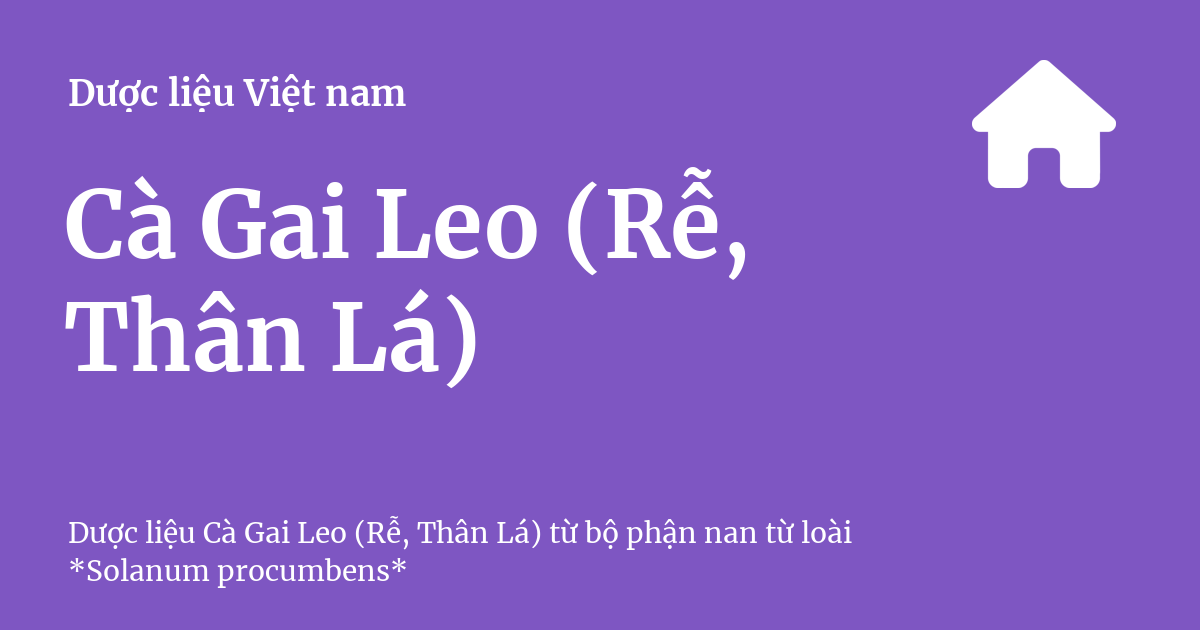 Dược liệu Việt nam
Cà Gai Leo (Rễ,
Thân Lá)
Dược liệu Cà Gai Leo (Rễ, Thân Lá) từ bộ phận nan từ loài
*Solanum procumbens*